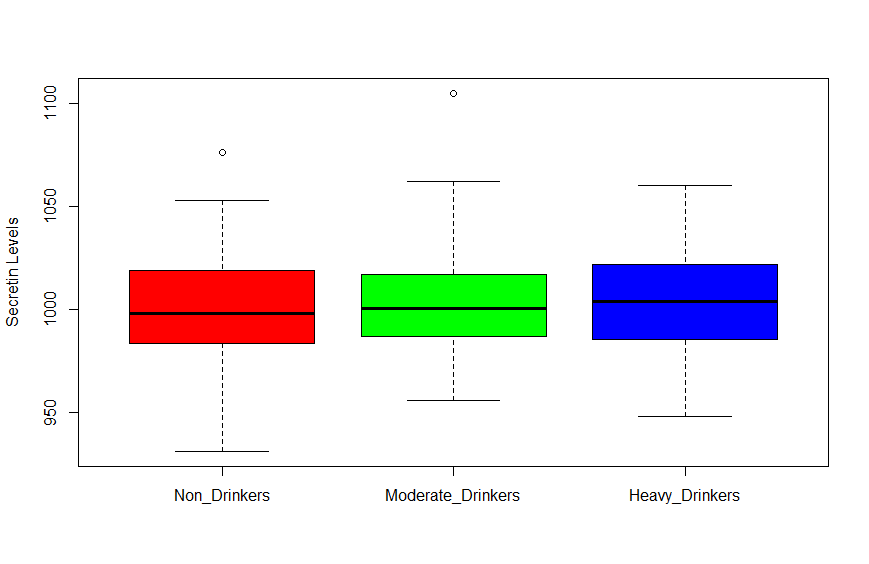 Secretin Levels
1100
1050
1000
950
Non_Drinkers
Moderate_Drinkers
Heavy_Drinkers